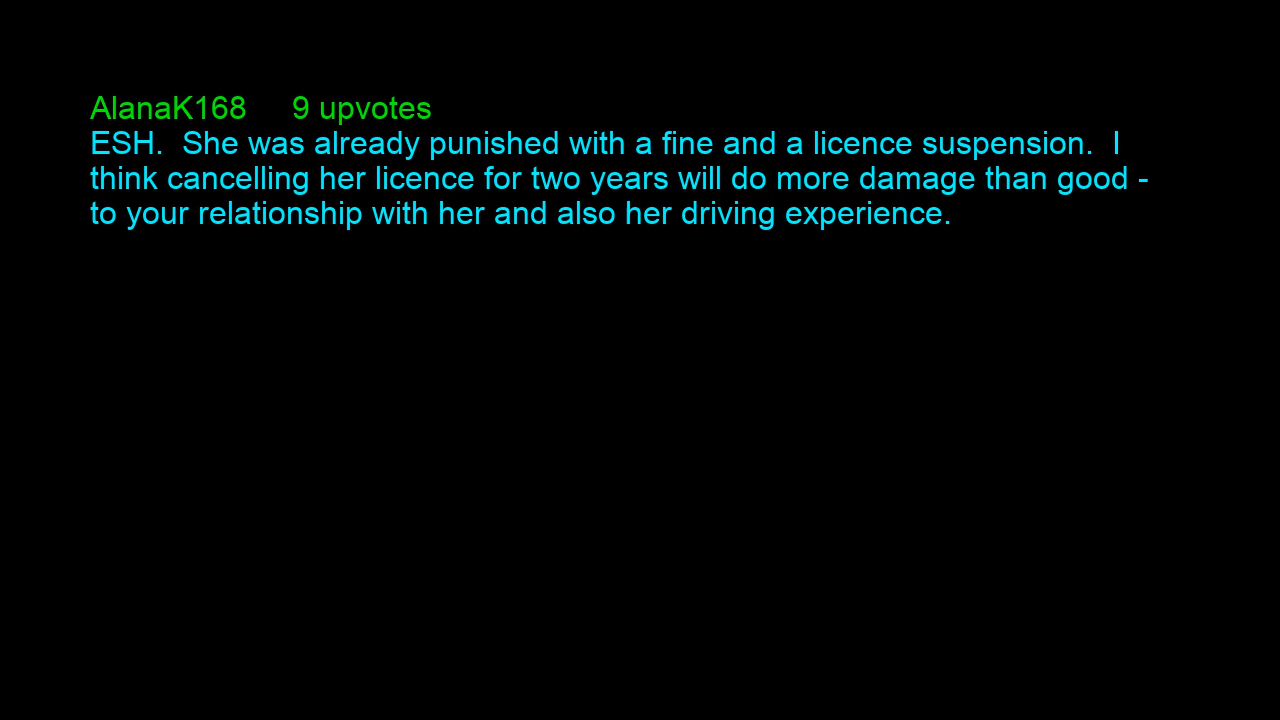 AlanaK168 9 upvotes
ESH. She was already punished with a fine and a licence suspension. I
think cancelling her licence for two years will do more damage than good -
to your relationship with her and also her driving experience.